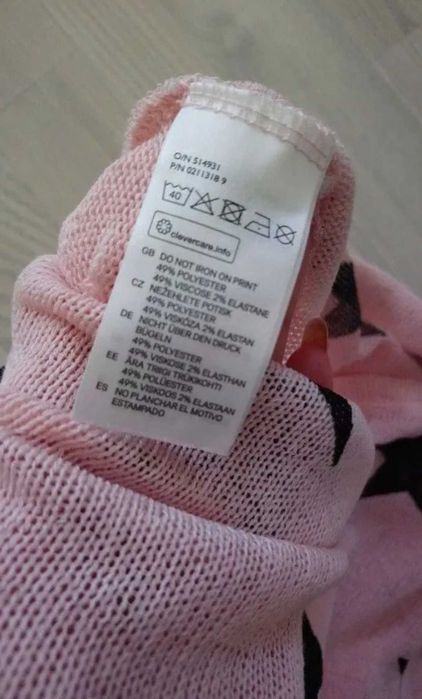 O/N 514931
P/N 0211318 9
40
clevercare.info
GB DO NOT IRON ON PRINT
49% POLYESTER
49% VISCOSE 2% ELASTANE
CZ NEŽEHLETE POTISK
49% POLYESTER
49% VISKÓZA 2% ELASTAN
DE NICHT ÜBER DEN DRUCK
BÜGELN
49% POLYESTER
49% VISKOSE 2% ELASTHAN
EE ÄRA TRIIGI TRÜKIKOHTI
49% POLÜESTER
49% VISKOOS 2% ELASTAAN
ES NO PLANCHAR EL MOTIVO
ESTAMPADO